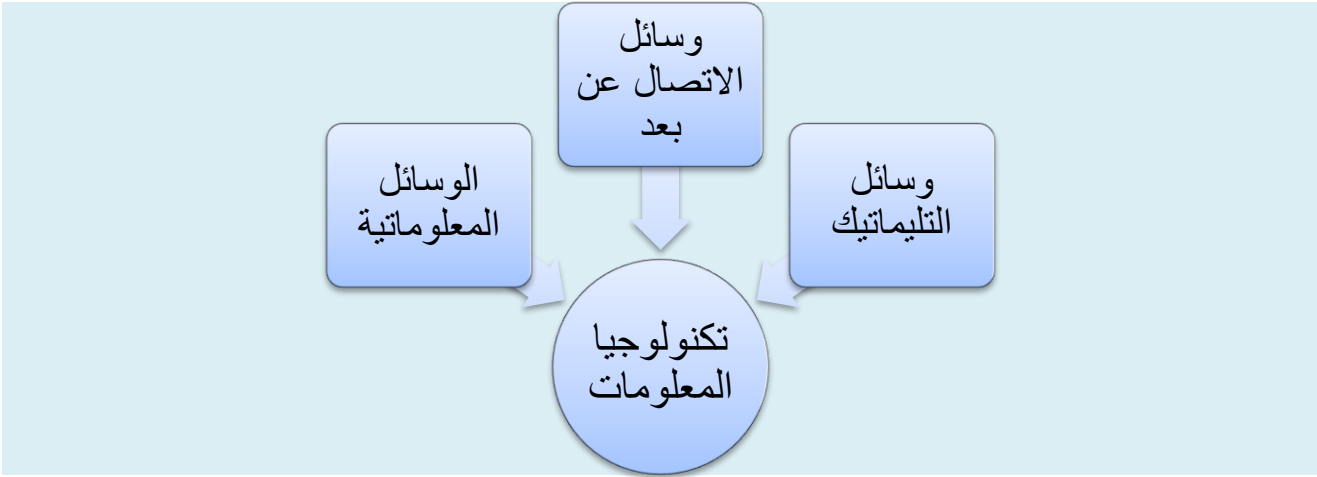 وسائل
الاتصال عن
بعد
وسائل
التليماتيك
الوسائل
المعلوماتية
تكنولوجيا
المعلومات